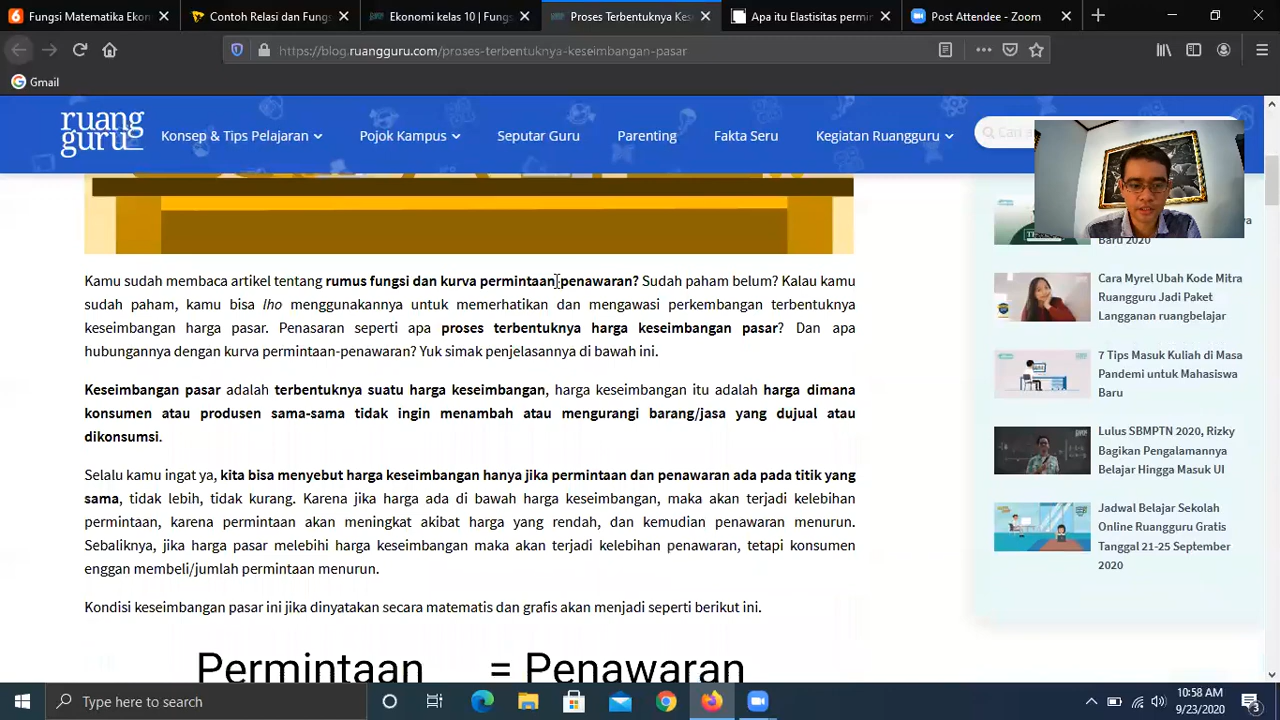 Fungsi Matematika Ekon
Contoh Relasi dan Fungs
Ekonomi kelas 10 | Fungs
Proses Terbentuknya Kes
Apa itu Elastisitas permin
Post Attendee - Zoom
https://blog.ruangguru.com/proses-terbentuknya-keseimbangan-pasar
Gmail
ruang
guru
Konsep & Tips Pelajaran
Pojok Kampus
Seputar Guru
Parenting
Fakta Seru
Kegiatan Ruangguru
Cari
Kamu sudah membaca artikel tentang rumus fungsi dan kurva permintaan-penawaran? Sudah paham belum? Kalau kamu
sudah paham, kamu bisa lho menggunakannya untuk memerhatikan dan mengawasi perkembangan terbentuknya
keseimbangan harga pasar. Penasaran seperti apa proses terbentuknya harga keseimbangan pasar? Dan apa
hubungannya dengan kurva permintaan-penawaran? Yuk simak penjelasannya di bawah ini.
Keseimbangan pasar adalah terbentuknya suatu harga keseimbangan, harga keseimbangan itu adalah harga dimana
konsumen atau produsen sama-sama tidak ingin menambah atau mengurangi barang/jasa yang dujual atau
dikonsumsi.
Selalu kamu ingat ya, kita bisa menyebut harga keseimbangan hanya jika permintaan dan penawaran ada pada titik yang
sama, tidak lebih, tidak kurang. Karena jika harga ada di bawah harga keseimbangan, maka akan terjadi kelebihan
permintaan, karena permintaan akan meningkat akibat harga yang rendah, dan kemudian penawaran menurun.
Sebaliknya, jika harga pasar melebihi harga keseimbangan maka akan terjadi kelebihan penawaran, tetapi konsumen
enggan membeli/jumlah permintaan menurun.
Kondisi keseimbangan pasar ini jika dinyatakan secara matematis dan grafis akan menjadi seperti berikut ini.
Permintaan = Penawaran
Baru 2020
Cara Myrel Ubah Kode Mitra
Ruangguru Jadi Paket
Langganan ruangbelajar
7 Tips Masuk Kuliah di Masa
Pandemi untuk Mahasiswa
Baru
Lulus SBMPTN 2020, Rizky
Bagikan Pengalamannya
Belajar Hingga Masuk UI
Jadwal Belajar Sekolah
Online Ruangguru Gratis
Tanggal 21-25 September
2020
Type here to search
10:58 AM
9/23/2020
3